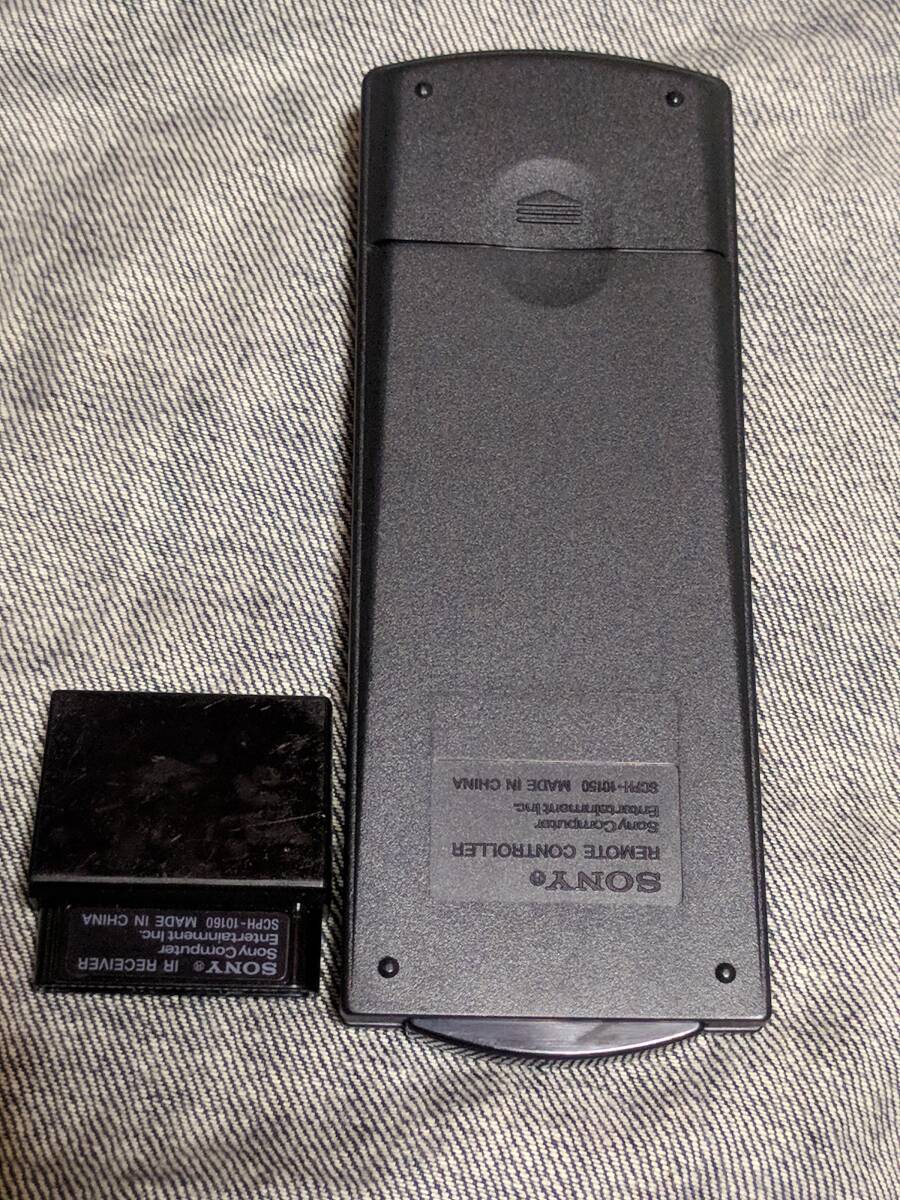 SONY®
REMOTE CONTROLLER
Sony Computer
Entertainment Inc.
SCPH-10150 MADE IN CHINA
SONY® IR RECEIVER
Sony Computer
Entertainment Inc.
SCPH-10160 MADE IN CHINA